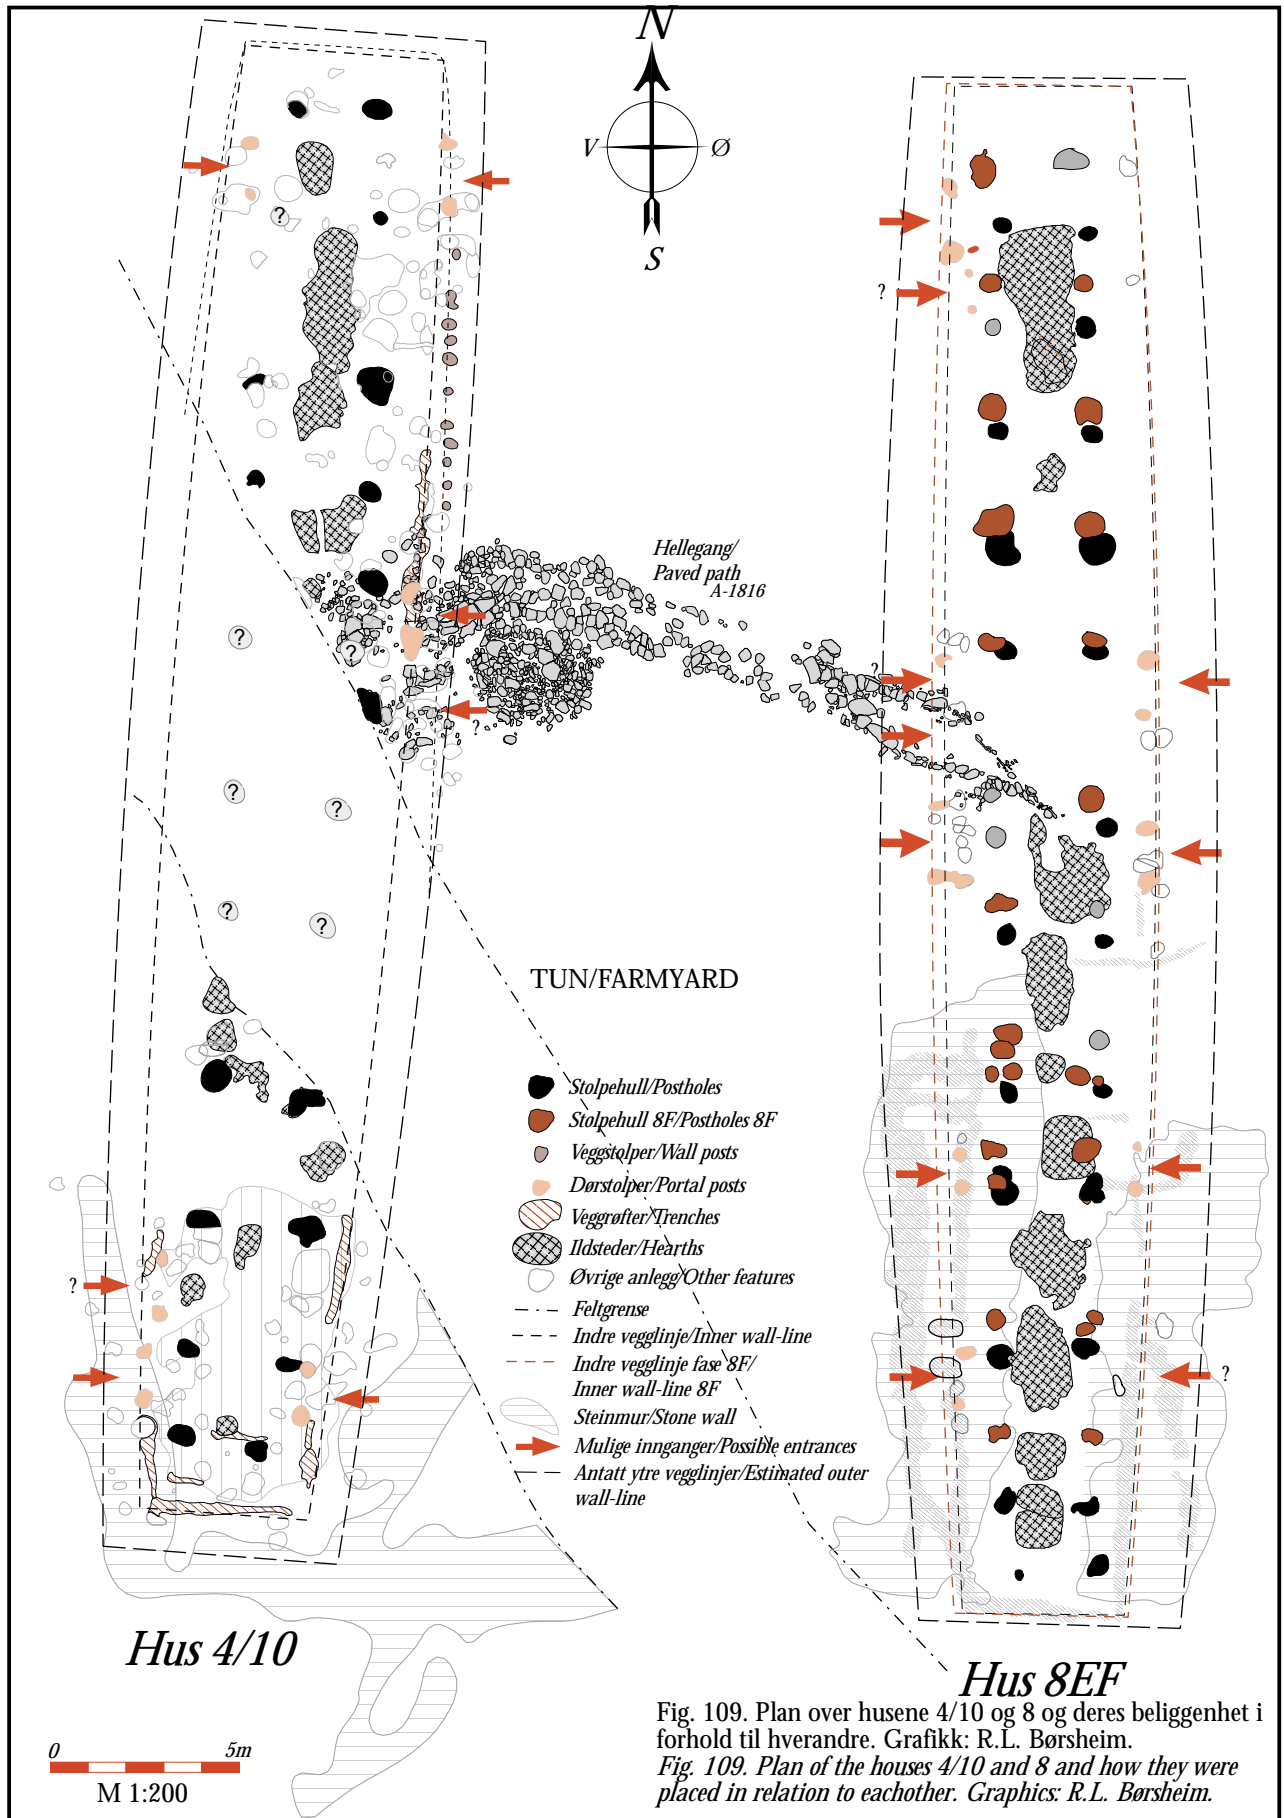 N
V
Ø
S
?
?
Hellegang/
Paved path
A-1816
?
?
?
?
?
?
?
?
?
TUN/FARMYARD
Stolpehull/Postholes
Stolpehull 8F/Postholes 8F
Veggstolper/Wall posts
Dørstolper/Portal posts
Veggrøfter/Trenches
Ildsteder/Hearths
Øvrige anlegg/Other features
Feltgrense
Indre vegglinje/Inner wall-line
Indre vegglinje fase 8F/
Inner wall-line 8F
Steinmur/Stone wall
Mulige innganger/Possible entrances
Antatt ytre vegglinjer/Estimated outer
wall-line
?
?
Hus 4/10
Hus 8EF
0 5m
M 1:200
Fig. 109. Plan over husene 4/10 og 8 og deres beliggenhet i
forhold til hverandre. Grafikk: R.L. Børsheim.
Fig. 109. Plan of the houses 4/10 and 8 and how they were
placed in relation to eachother. Graphics: R.L. Børsheim.